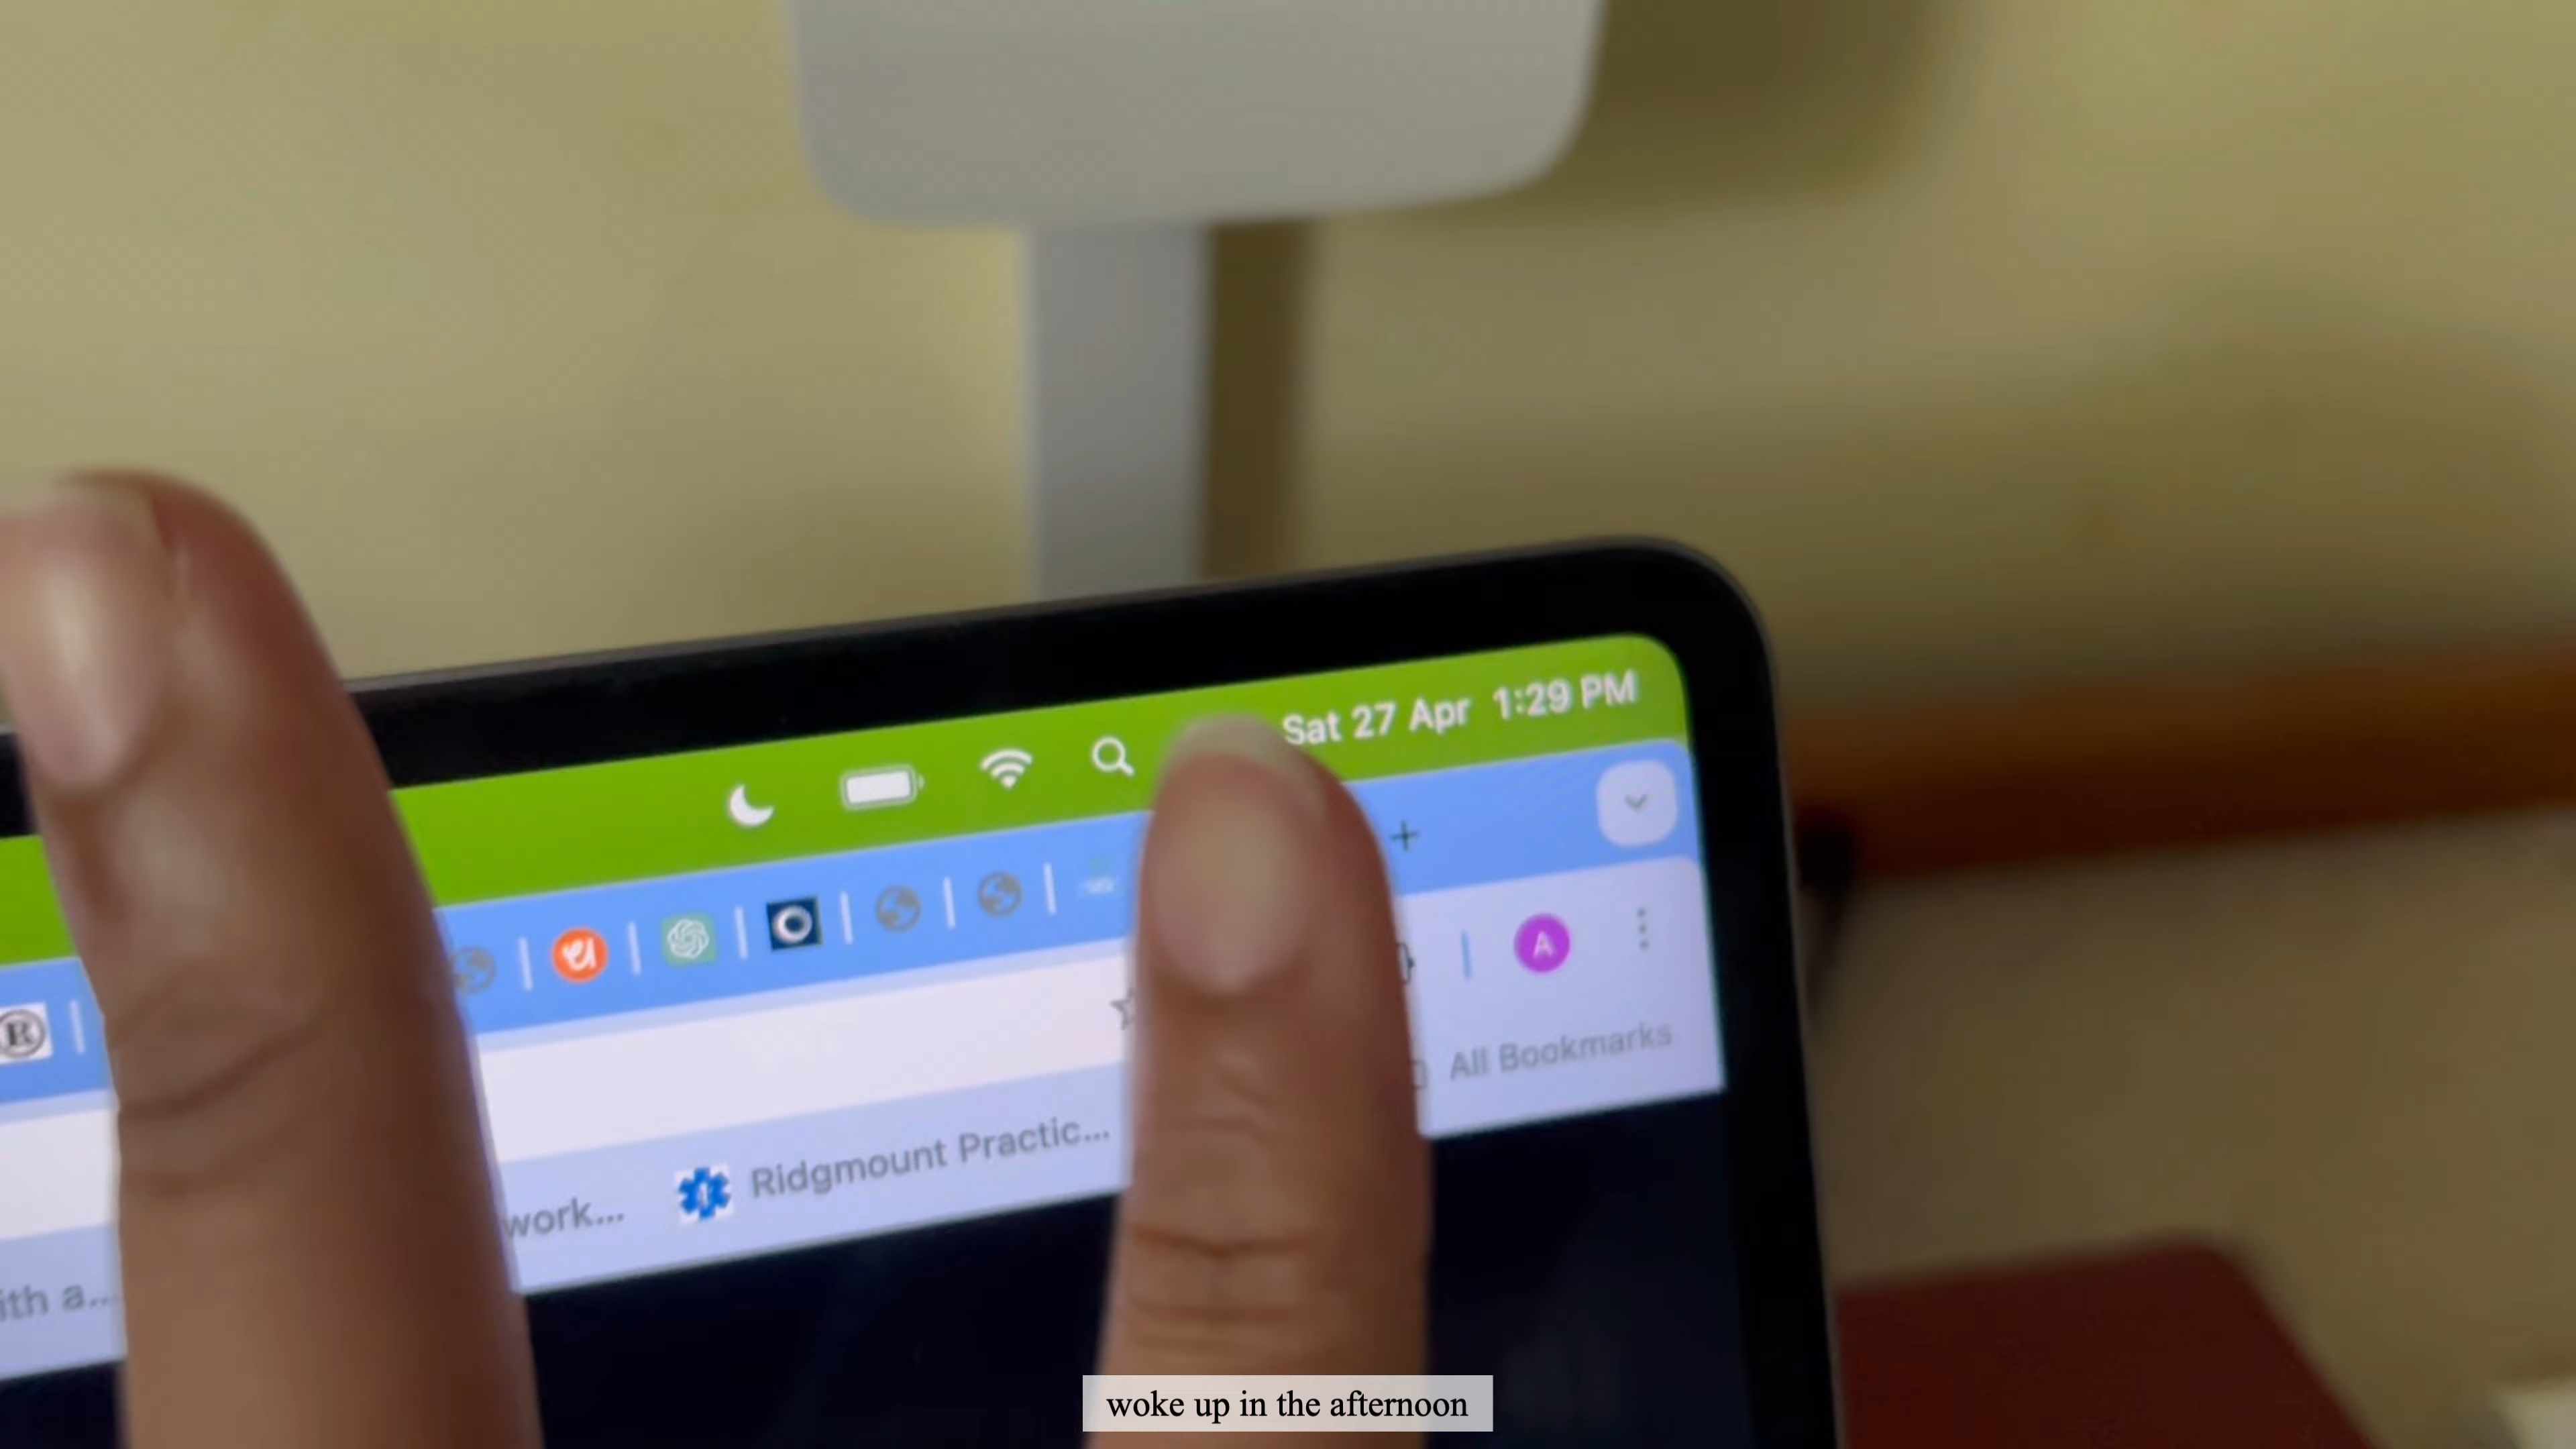 Sat 27 Apr 1:29 PM
A
All Bookmarks
work...
Ridgmount Practic...
ith a...
woke up in the afternoon